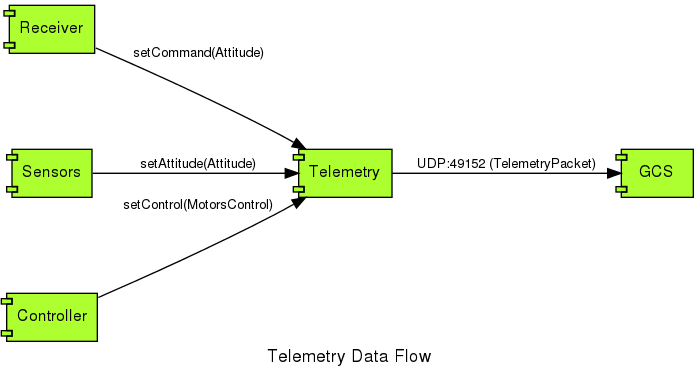 Receiver
setCommand(Attitude)
Sensors
setAttitude(Attitude)
Telemetry
UDP:49152 (TelemetryPacket)
GCS
setControl(MotorsControl)
Controller
Telemetry Data Flow